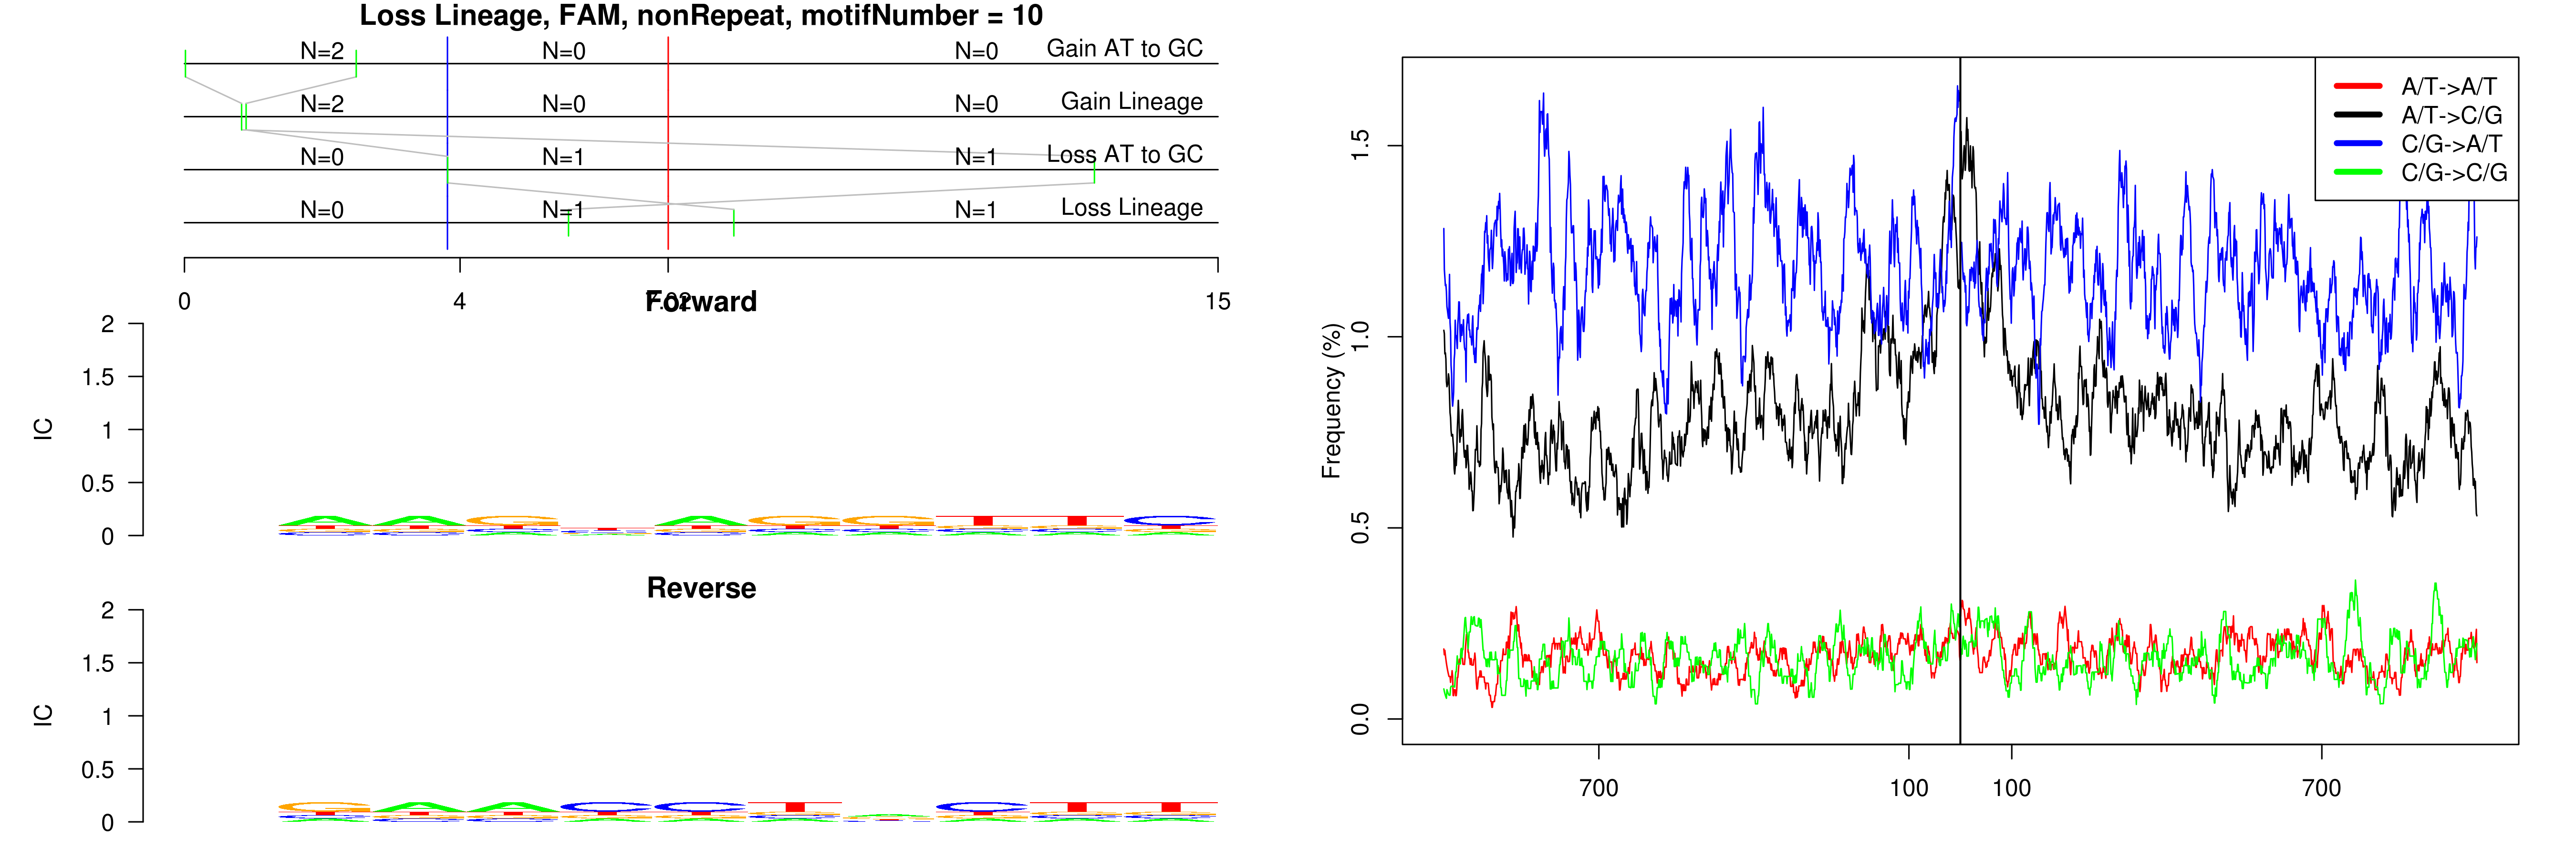 Loss Lineage, FAM, nonRepeat, motifNumber = 10
N=2 N=0 N=0 Gain AT to GC
N=2 N=0 N=0 Gain Lineage
N=0 N=1 N=1 Loss AT to GC
N=0 N=1 N=1 Loss Lineage
0 4 7.02 15
Forward
2
1.5
1
0.5
0
IC
A A G T A G G T T C
Reverse
2
1.5
1
0.5
0
IC
G A A C C T C T T
A/T->A/T
A/T->C/G
C/G->A/T
C/G->C/G
Frequency (%)
1.5
1.0
0.5
0.0
700 100 100 700